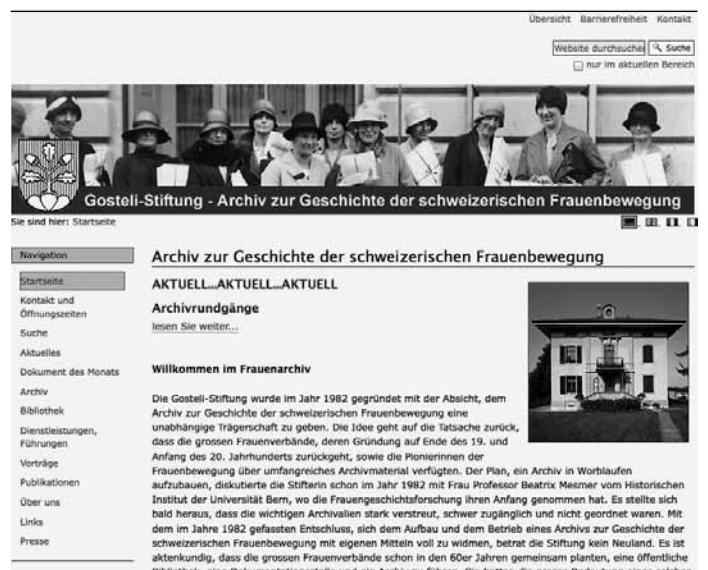 Übersicht Barrierefreiheit Kontakt
Website durchsuche Suche
nur im aktuellen Bereich
Gosteli-Stiftung - Archiv zur Geschichte der schweizerischen Frauenbewegung
Sie sind hier: Startseite
Navigation
Startseite
Kontakt und
Öffnungszeiten
Suche
Aktuelles
Dokument des Monats
Archiv
Bibliothek
Dienstleistungen,
Führungen
Vorträge
Publikationen
Über uns
Links
Presse
Archiv zur Geschichte der schweizerischen Frauenbewegung
AKTUELL...AKTUELL...AKTUELL
Archivrundgänge
lesen Sie weiter...
Willkommen im Frauenarchiv
Die Gosteli-Stiftung wurde im Jahr 1982 gegründet mit der Absicht, dem
Archiv zur Geschichte der schweizerischen Frauenbewegung eine
unabhängige Trägerschaft zu geben. Die Idee geht auf die Tatsache zurück,
dass die grossen Frauenverbände, deren Gründung auf Ende des 19. und
Anfang des 20. Jahrhunderts zurückgeht, sowie die Pionierinnen der
Frauenbewegung über umfangreiches Archivmaterial verfügten. Der Plan, ein Archiv in Worblaufen
aufzubauen, diskutierte die Stifterin schon im Jahr 1982 mit Frau Professor Beatrix Mesmer vom Historischen
Institut der Universität Bern, wo die Frauengeschichtsforschung ihren Anfang genommen hat. Es stellte sich
bald heraus, dass die wichtigen Archivalien stark verstreut, schwer zugänglich und nicht geordnet waren. Mit
dem im Jahre 1982 gefassten Entschluss, sich dem Aufbau und dem Betrieb eines Archivs zur Geschichte der
schweizerischen Frauenbewegung mit eigenen Mitteln voll zu widmen, betrat die Stiftung kein Neuland. Es ist
aktenkundig, dass die grossen Frauenverbände schon in den 60er Jahren gemeinsam planten, eine öffentliche